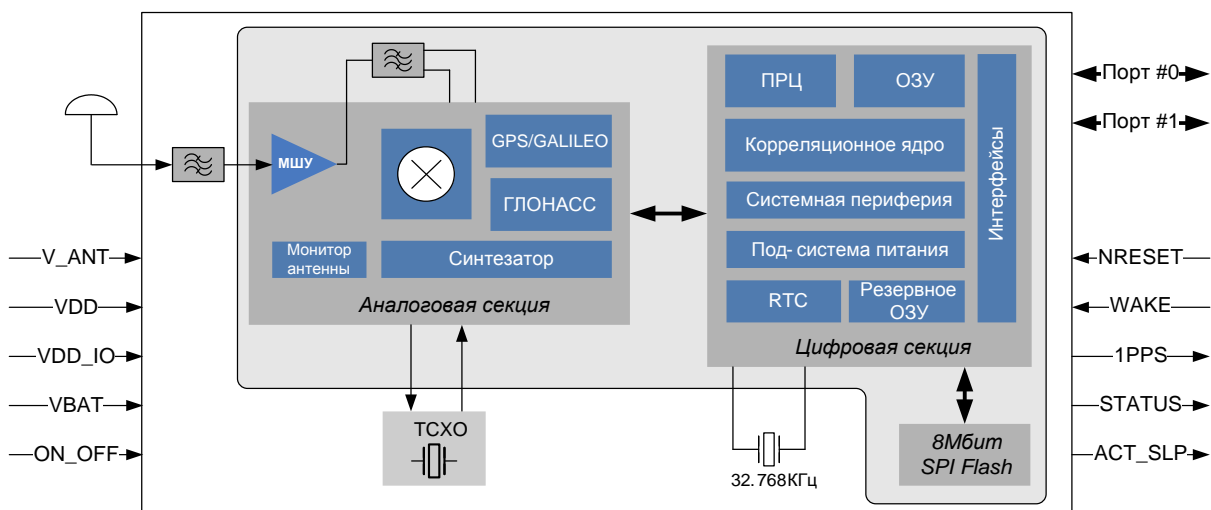 ПРЦ
ОЗУ
Порт #0
Порт #1
GPS/GALILEO
МШУ
Корреляционное ядро
Интерфейсы
ГЛОНАСС
Системная периферия
V_ANT
Монитор
антенны
Синтезатор
Под- система питания
NRESET
VDD
Аналоговая секция
RTC
Резервное
ОЗУ
WAKE
VDD_IO
Цифровая секция
1PPS
VBAT
TCXO
STATUS
ON_OFF
8Мбит
SPI Flash
ACT_SLP
32.768КГц